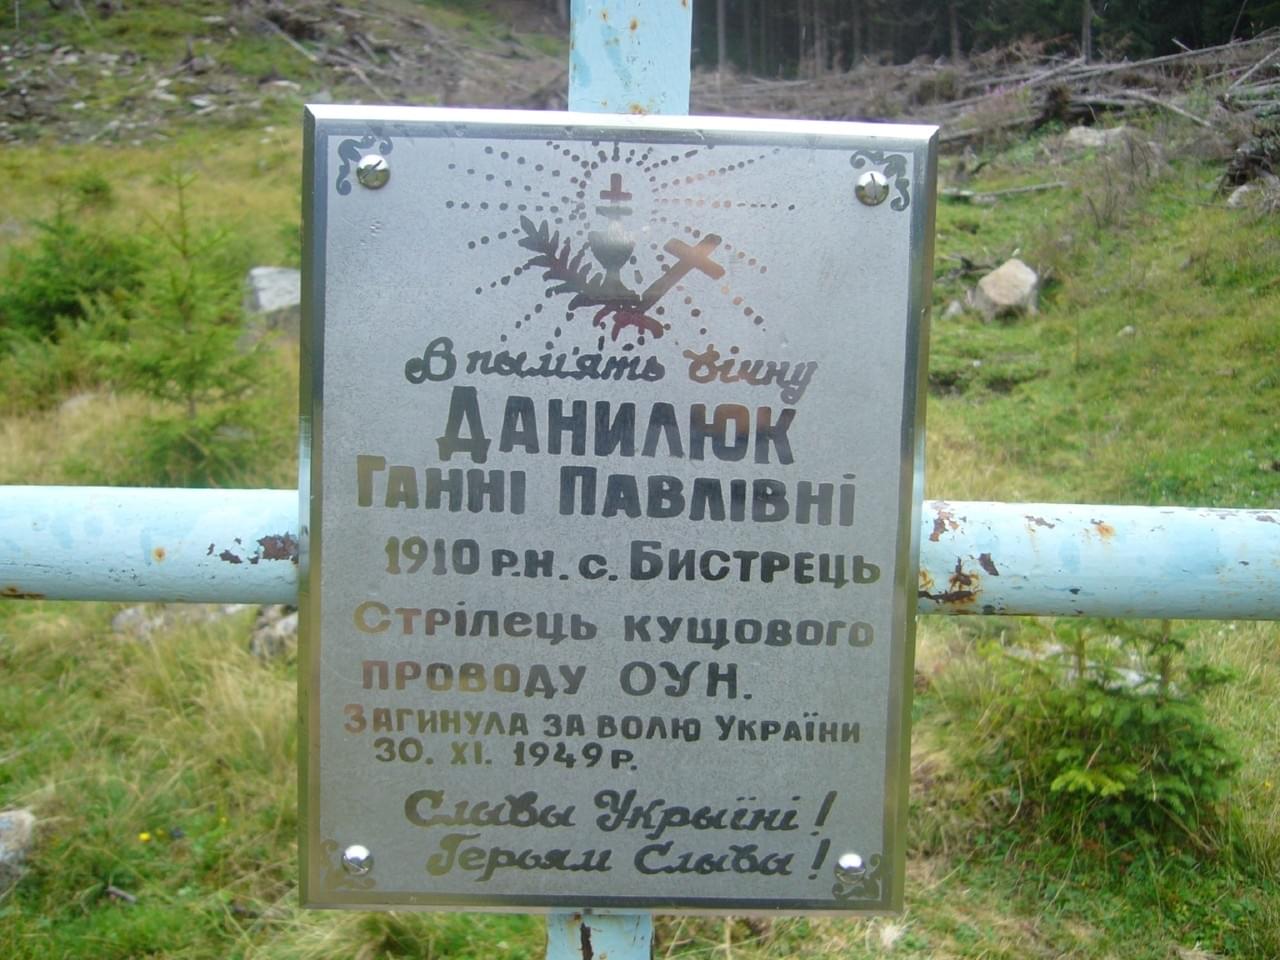 В пам'ять вічну
ДАНИЛЮК
ГАННІ ПАВЛІВНІ
1910 Р.Н. С. БИСТРЕЦЬ
СТРІЛЕЦЬ КУЩОВОГО
ПРОВОДУ ОУН.
ЗАГИНУЛА ЗА ВОЛЮ УКРАЇНИ
30. XI. 1949 Р.
Слава Україні!
Героям Слава!